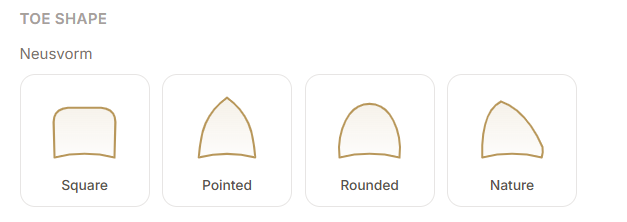 TOE SHAPE
Neusvorm
Square
Pointed
Rounded
Nature